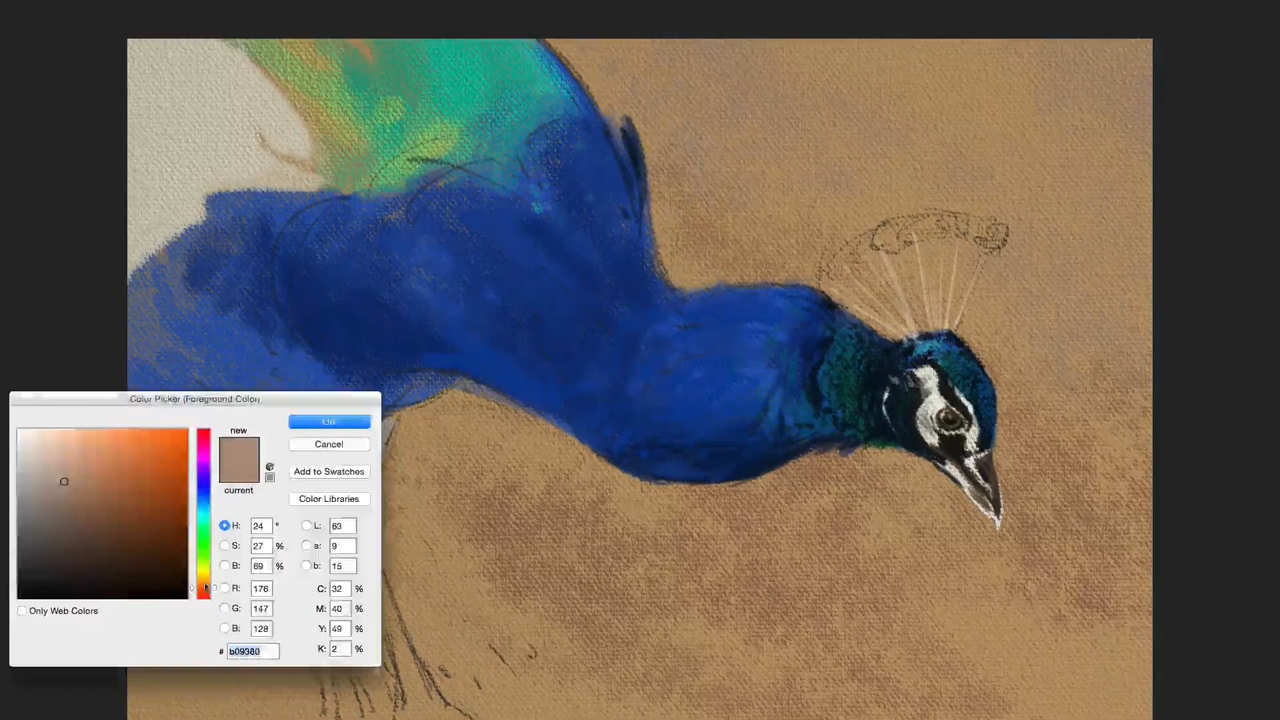 Color Picker (Foreground Color)
new
current
OK
Cancel
Add to Swatches
Color Libraries
H: 24 °
S: 27 %
B: 69 %
R: 176
G: 147
B: 128
# b09380
L: 63
a: 9
b: 15
C: 32 %
M: 40 %
Y: 49 %
K: 2 %
Only Web Colors